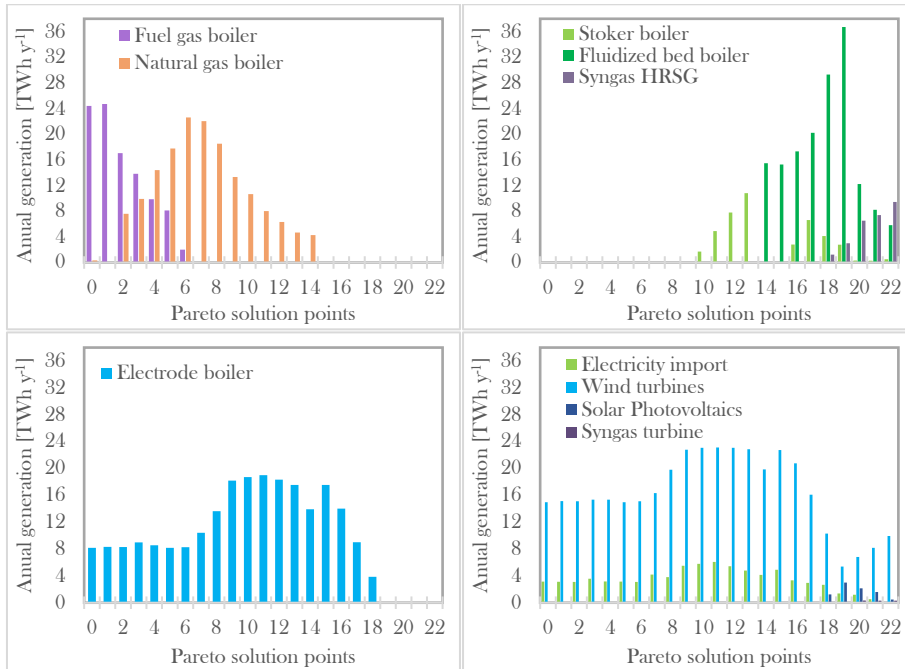 Anual generation [TWh y-1]
36
32
28
24
20
16
12
8
4
0
Fuel gas boiler
Natural gas boiler
0 2 4 6 8 10 12 14 16 18 20 22
Pareto solution points
Anual generation [TWh y-1]
36
32
28
24
20
16
12
8
4
0
Stoker boiler
Fluidized bed boiler
Syngas HRSG
0 2 4 6 8 10 12 14 16 18 20 22
Pareto solution points
Anual generation [TWh y-1]
36
32
28
24
20
16
12
8
4
0
Electrode boiler
0 2 4 6 8 10 12 14 16 18 20 22
Pareto solution points
Anual generation [TWh y-1]
36
32
28
24
20
16
12
8
4
0
Electricity import
Wind turbines
Solar Photovoltaics
Syngas turbine
0 2 4 6 8 10 12 14 16 18 20 22
Pareto solution points